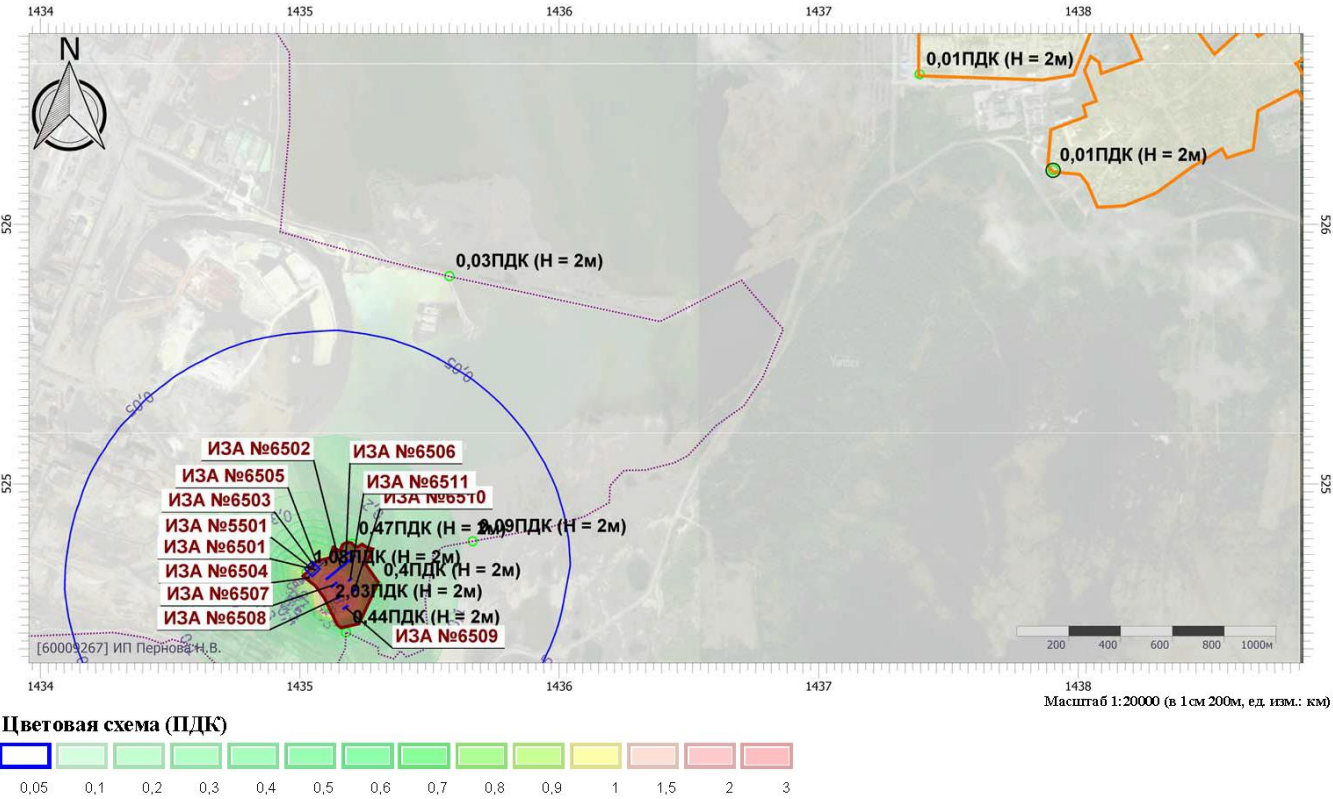 1434 1435 1436 1437 1438
N
0,01ПДК (H = 2м)
0,01ПДК (H = 2м)
526 526
0,03ПДК (H = 2м)
0,05
0,05
ИЗА №6502
ИЗА №6506
ИЗА №6505
ИЗА №6511
ИЗА №6510
ИЗА №6503
525 525
ИЗА №5501
0,47ПДК (H = 2м)
0,09ПДК (H = 2м)
ИЗА №6501
1,08ПДК (H = 2м)
ИЗА №6504
0,4ПДК (H = 2м)
ИЗА №6507
2,03ПДК (H = 2м)
ИЗА №6508
0,44ПДК (H = 2м)
ИЗА №6509
[60009267] ИП Пернова Н.В.
200 400 600 800 1000м
1434 1435 1436 1437 1438
Масштаб 1:20000 (в 1см 200м, ед. изм.: км)
Цветовая схема (ПДК)
0,05 0,1 0,2 0,3 0,4 0,5 0,6 0,7 0,8 0,9 1 1,5 2 3